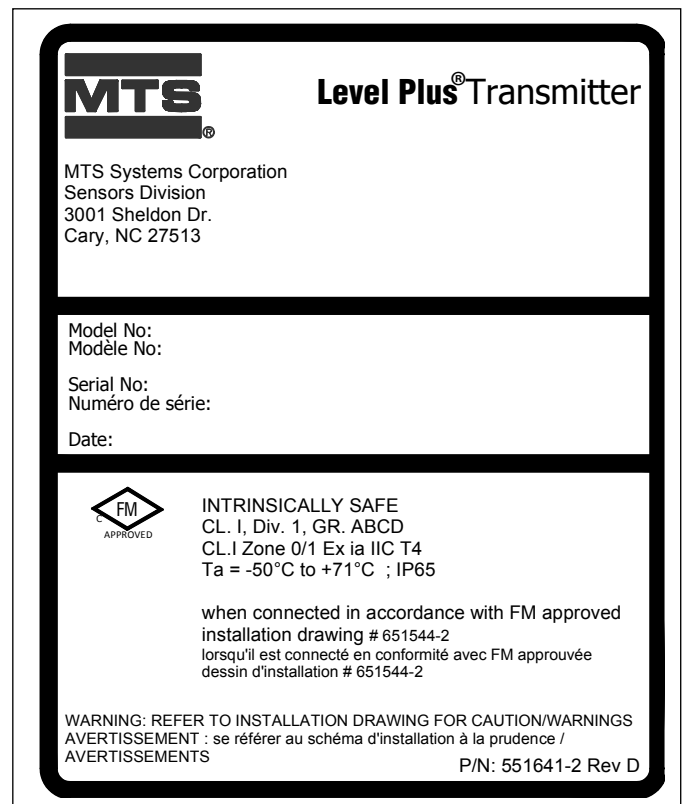 MTS
®
Level Plus® Transmitter
MTS Systems Corporation
Sensors Division
3001 Sheldon Dr.
Cary, NC 27513
Model No:
Modèle No:
Serial No:
Numéro de série:
Date:
C FM
APPROVED
INTRINSICALLY SAFE
CL. I, Div. 1, GR. ABCD
CL.I Zone 0/1 Ex ia IIC T4
Ta = -50°C to +71°C ; IP65
when connected in accordance with FM approved
installation drawing # 651544-2
lorsqu'il est connecté en conformité avec FM approuvée
dessin d'installation # 651544-2
WARNING: REFER TO INSTALLATION DRAWING FOR CAUTION/WARNINGS
AVERTISSEMENT : se référer au schéma d'installation à la prudence /
AVERTISSEMENTS
P/N: 551641-2 Rev D